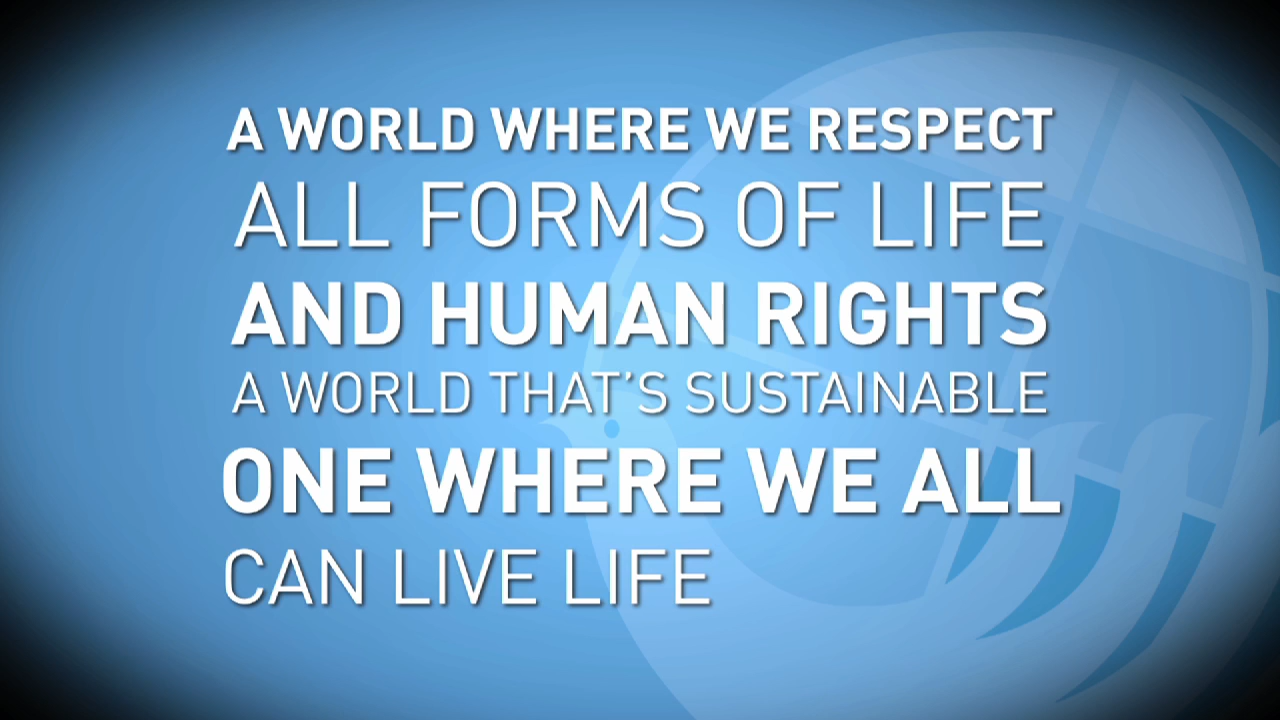 A WORLD WHERE WE RESPECT
ALL FORMS OF LIFE
AND HUMAN RIGHTS
A WORLD THAT’S SUSTAINABLE
ONE WHERE WE ALL
CAN LIVE LIFE